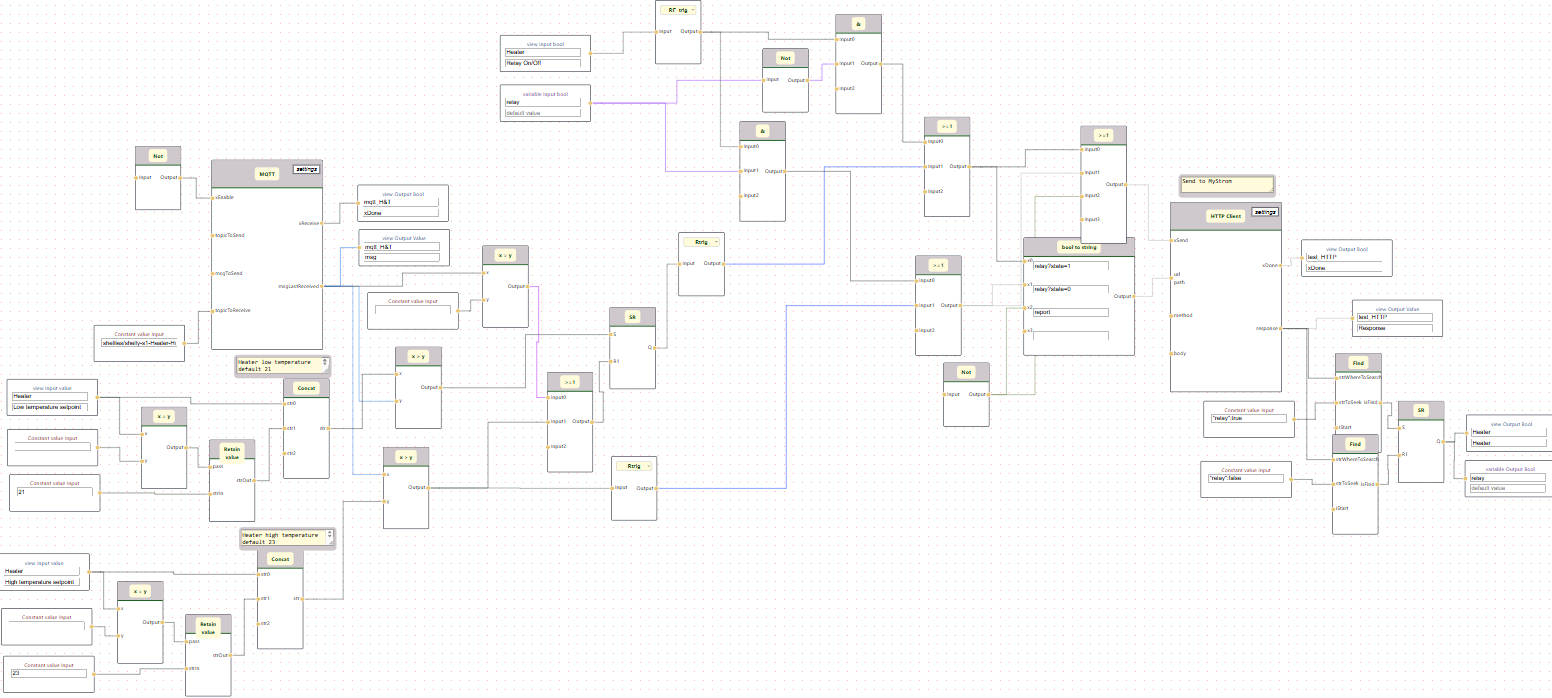 RF trig
Input
Output
&
Input0
Input1
Output
Input2
view input bool
Heater
Relay On/Off
Not
Input
Output
variable input bool
relay
default value
&
Input0
Input1
Output
Input2
>=1
Input0
Input1
Output
Input2
>=1
Input0
Input1
Output
Input2
Input3
Not
Input
Output
MQTT
settings
xEnable
xReceive
topicToSend
msgToSend
msgLastReceived
topicToReceive
view Output Bool
mqtt_H&T
xDone
view Output Value
mqtt_H&T
msg
Constant value input
shellies/shelly-x1-Heater-H
Send to MyStrom
HTTP Client
settings
xSend
xDone
url
path
method
response
body
view Output Bool
text_HTTP
xDone
view Output Value
text_HTTP
Response
x = y
x
Output
y
Constant value input
Rtrig
Input
Output
bool to string
x0
relay?state=1
x1
relay?state=0
Output
x2
report
x3
>=1
Input0
Input1
Output
Input2
SR
S
Q
R1
Heater low temperature
default 21
x > y
x
Output
y
>=1
Input0
Input1
Output
Input2
Not
Input
Output
view input value
Heater
Low temperature setpoint
Concat
str0
str1
str
str2
x = y
x
Output
y
Constant value input
Retain
value
pass
strOut
strIn
Constant value input
21
x > y
x
Output
y
Rtrig
Input
Output
Find
strWhereToSearch
strToSeek
isFind
iStart
Constant value input
"relay":true
Find
strWhereToSearch
strToSeek
isFind
iStart
Constant value input
"relay":false
SR
S
Q
R1
view Output Bool
Heater
Heater
variable Output Bool
relay
default value
Heater high temperature
default 23
view input value
Heater
High temperature setpoint
Concat
str0
str1
str
str2
x = y
x
Output
y
Constant value input
Retain
value
pass
strOut
strIn
Constant value input
23